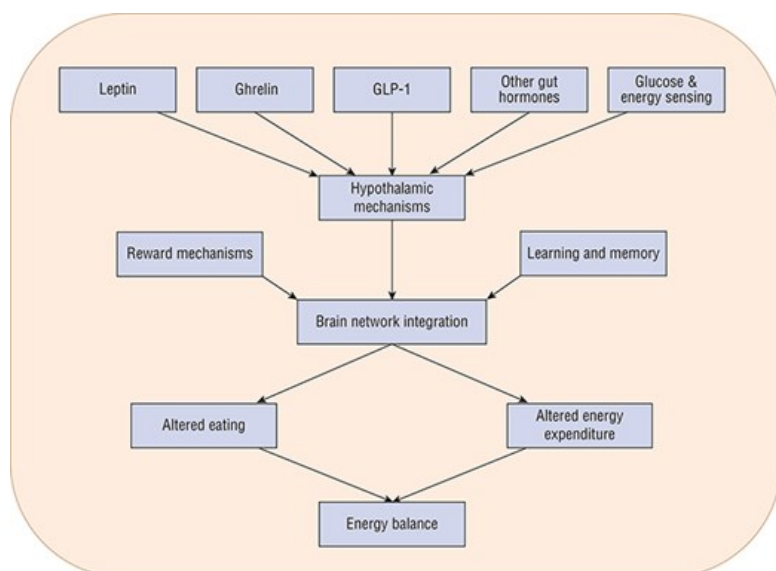 Leptin
Ghrelin
GLP-1
Other gut
hormones
Glucose &
energy sensing
Hypothalamic
mechanisms
Reward mechanisms
Learning and memory
Brain network integration
Altered eating
Altered energy
expenditure
Energy balance